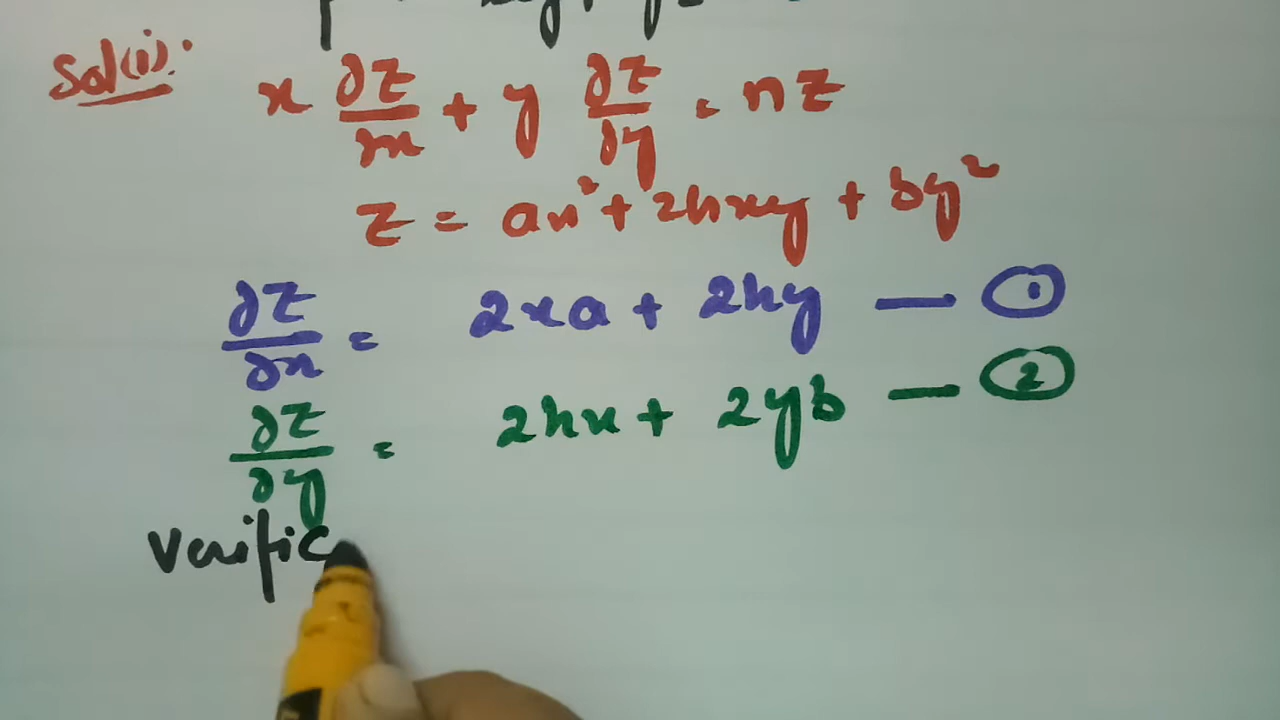 Sol(i):
x ∂z/∂x + y ∂z/∂y = nz
z = ax² + 2hxy + by²
∂z/∂x = 2xa + 2hy — ①
∂z/∂y = 2hx + 2yb — ②
Verific